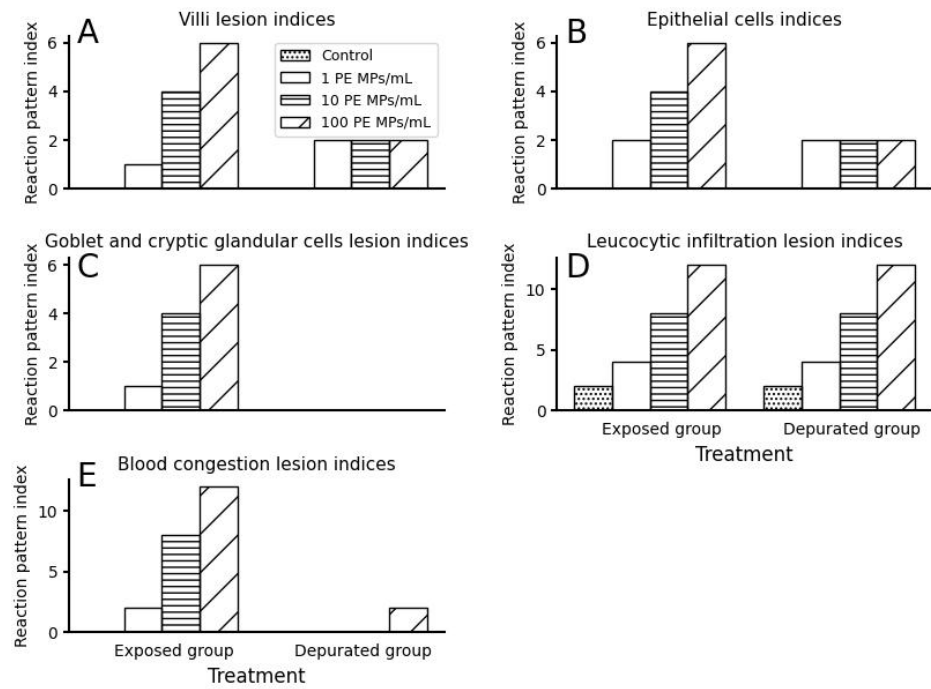 Villi lesion indices
A
Reaction pattern index
6
4
2
0
Control
1 PE MPs/mL
10 PE MPs/mL
100 PE MPs/mL
Epithelial cells indices
B
Reaction pattern index
6
4
2
0
Goblet and cryptic glandular cells lesion indices
C
Reaction pattern index
6
4
2
0
Leucocytic infiltration lesion indices
D
Reaction pattern index
10
5
0
Exposed group Depurated group
Treatment
Blood congestion lesion indices
E
Reaction pattern index
10
5
0
Exposed group Depurated group
Treatment